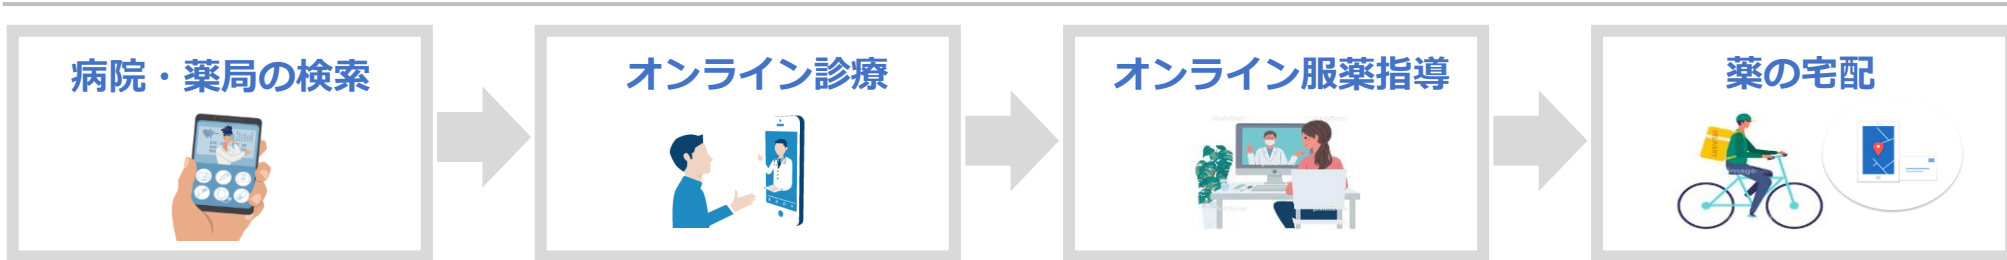 病院・薬局の検索
オンライン診療
オンライン服薬指導
薬の宅配